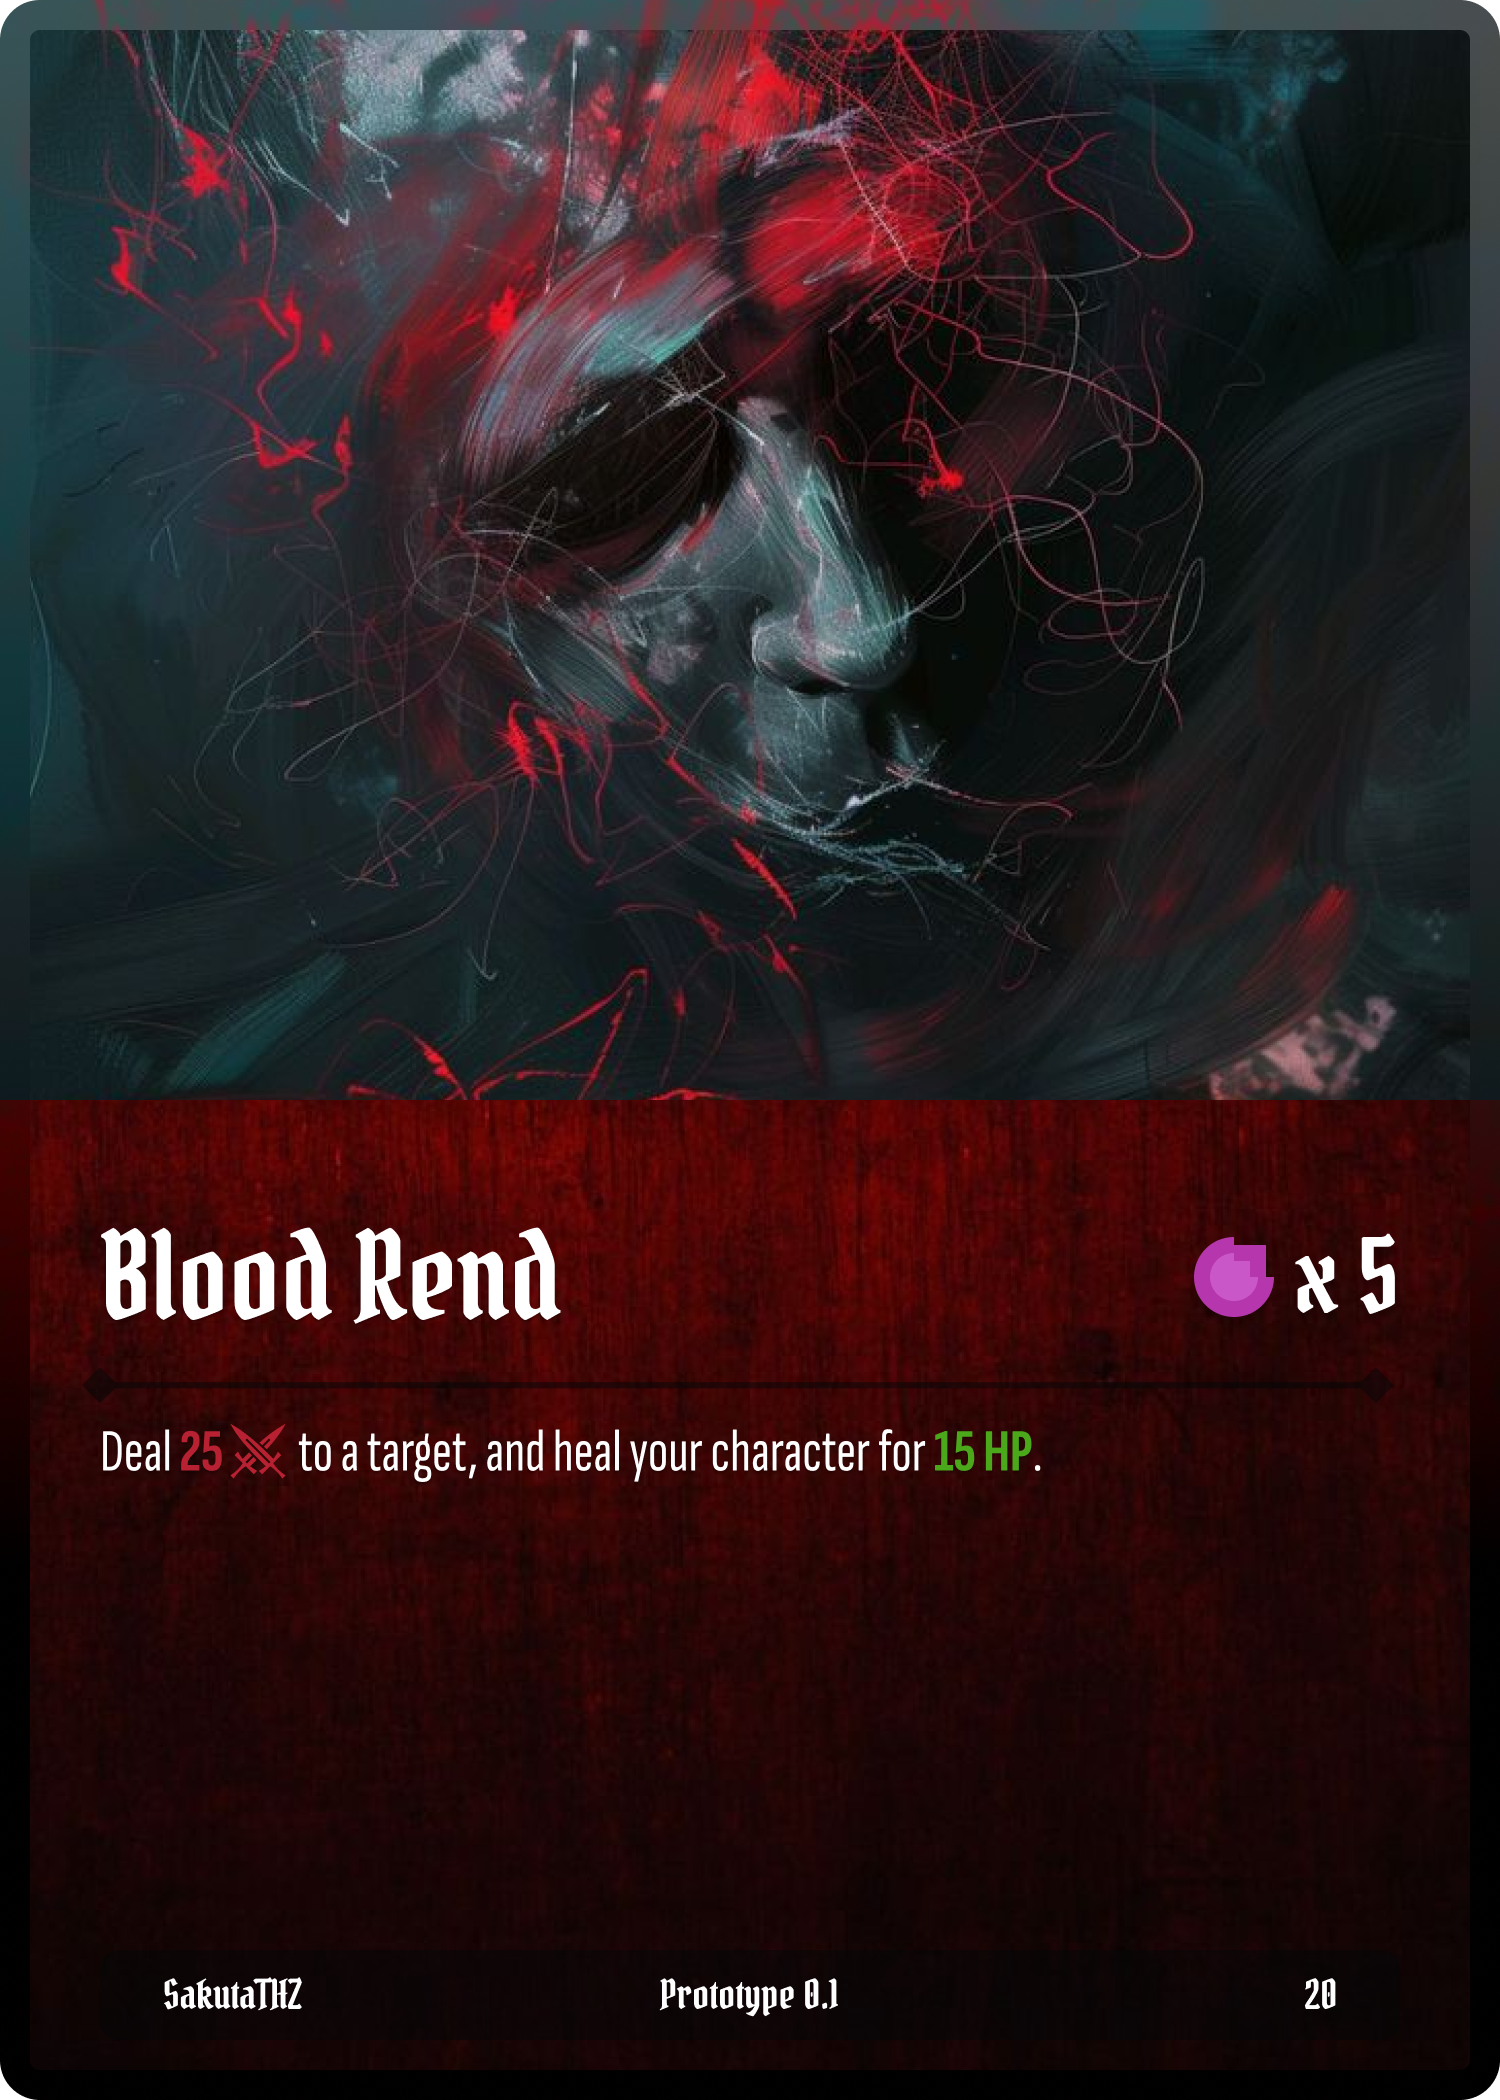 Blood Rend x 5
Deal 25 to a target, and heal your character for 15 HP.
SakutaTHZ Prototype 0.1 20